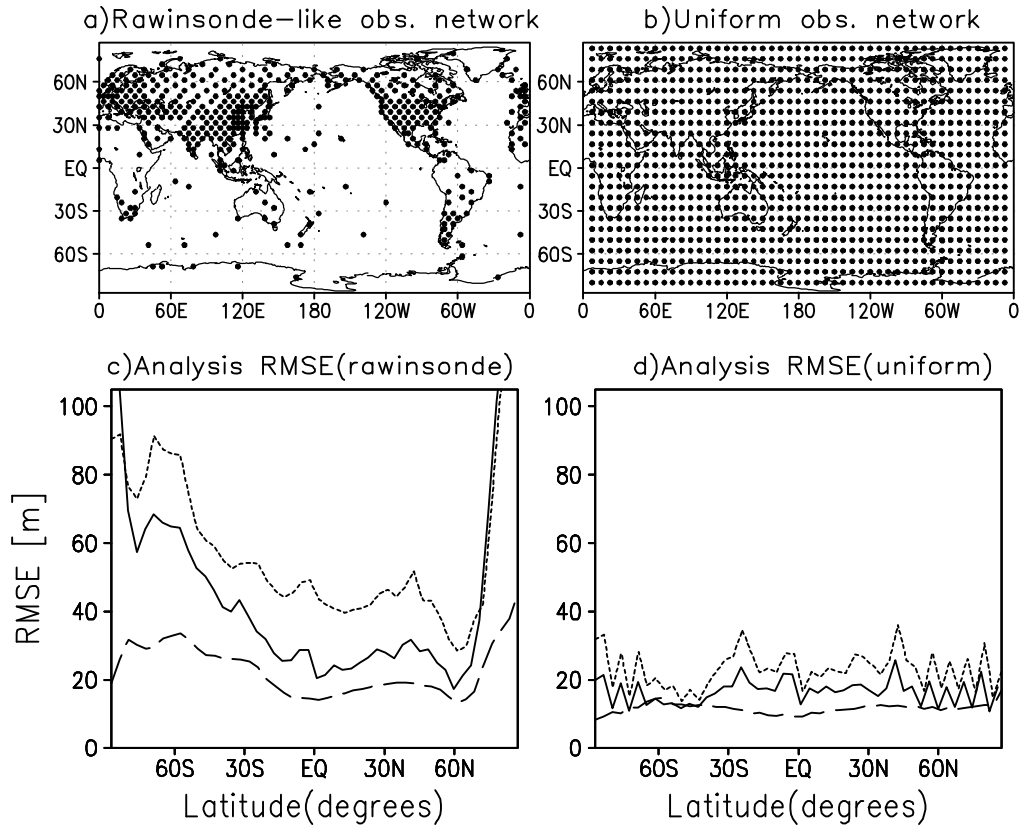 a)Rawinsonde-like obs. network
b)Uniform obs. network
60N
30N
EQ
30S
60S
0 60E 120E 180 120W 60W 0
60N
30N
EQ
30S
60S
0 60E 120E 180 120W 60W 0
c)Analysis RMSE(rawinsonde)
d)Analysis RMSE(uniform)
RMSE [m]
100
80
60
40
20
0
60S 30S EQ 30N 60N
Latitude(degrees)
100
80
60
40
20
0
60S 30S EQ 30N 60N
Latitude(degrees)